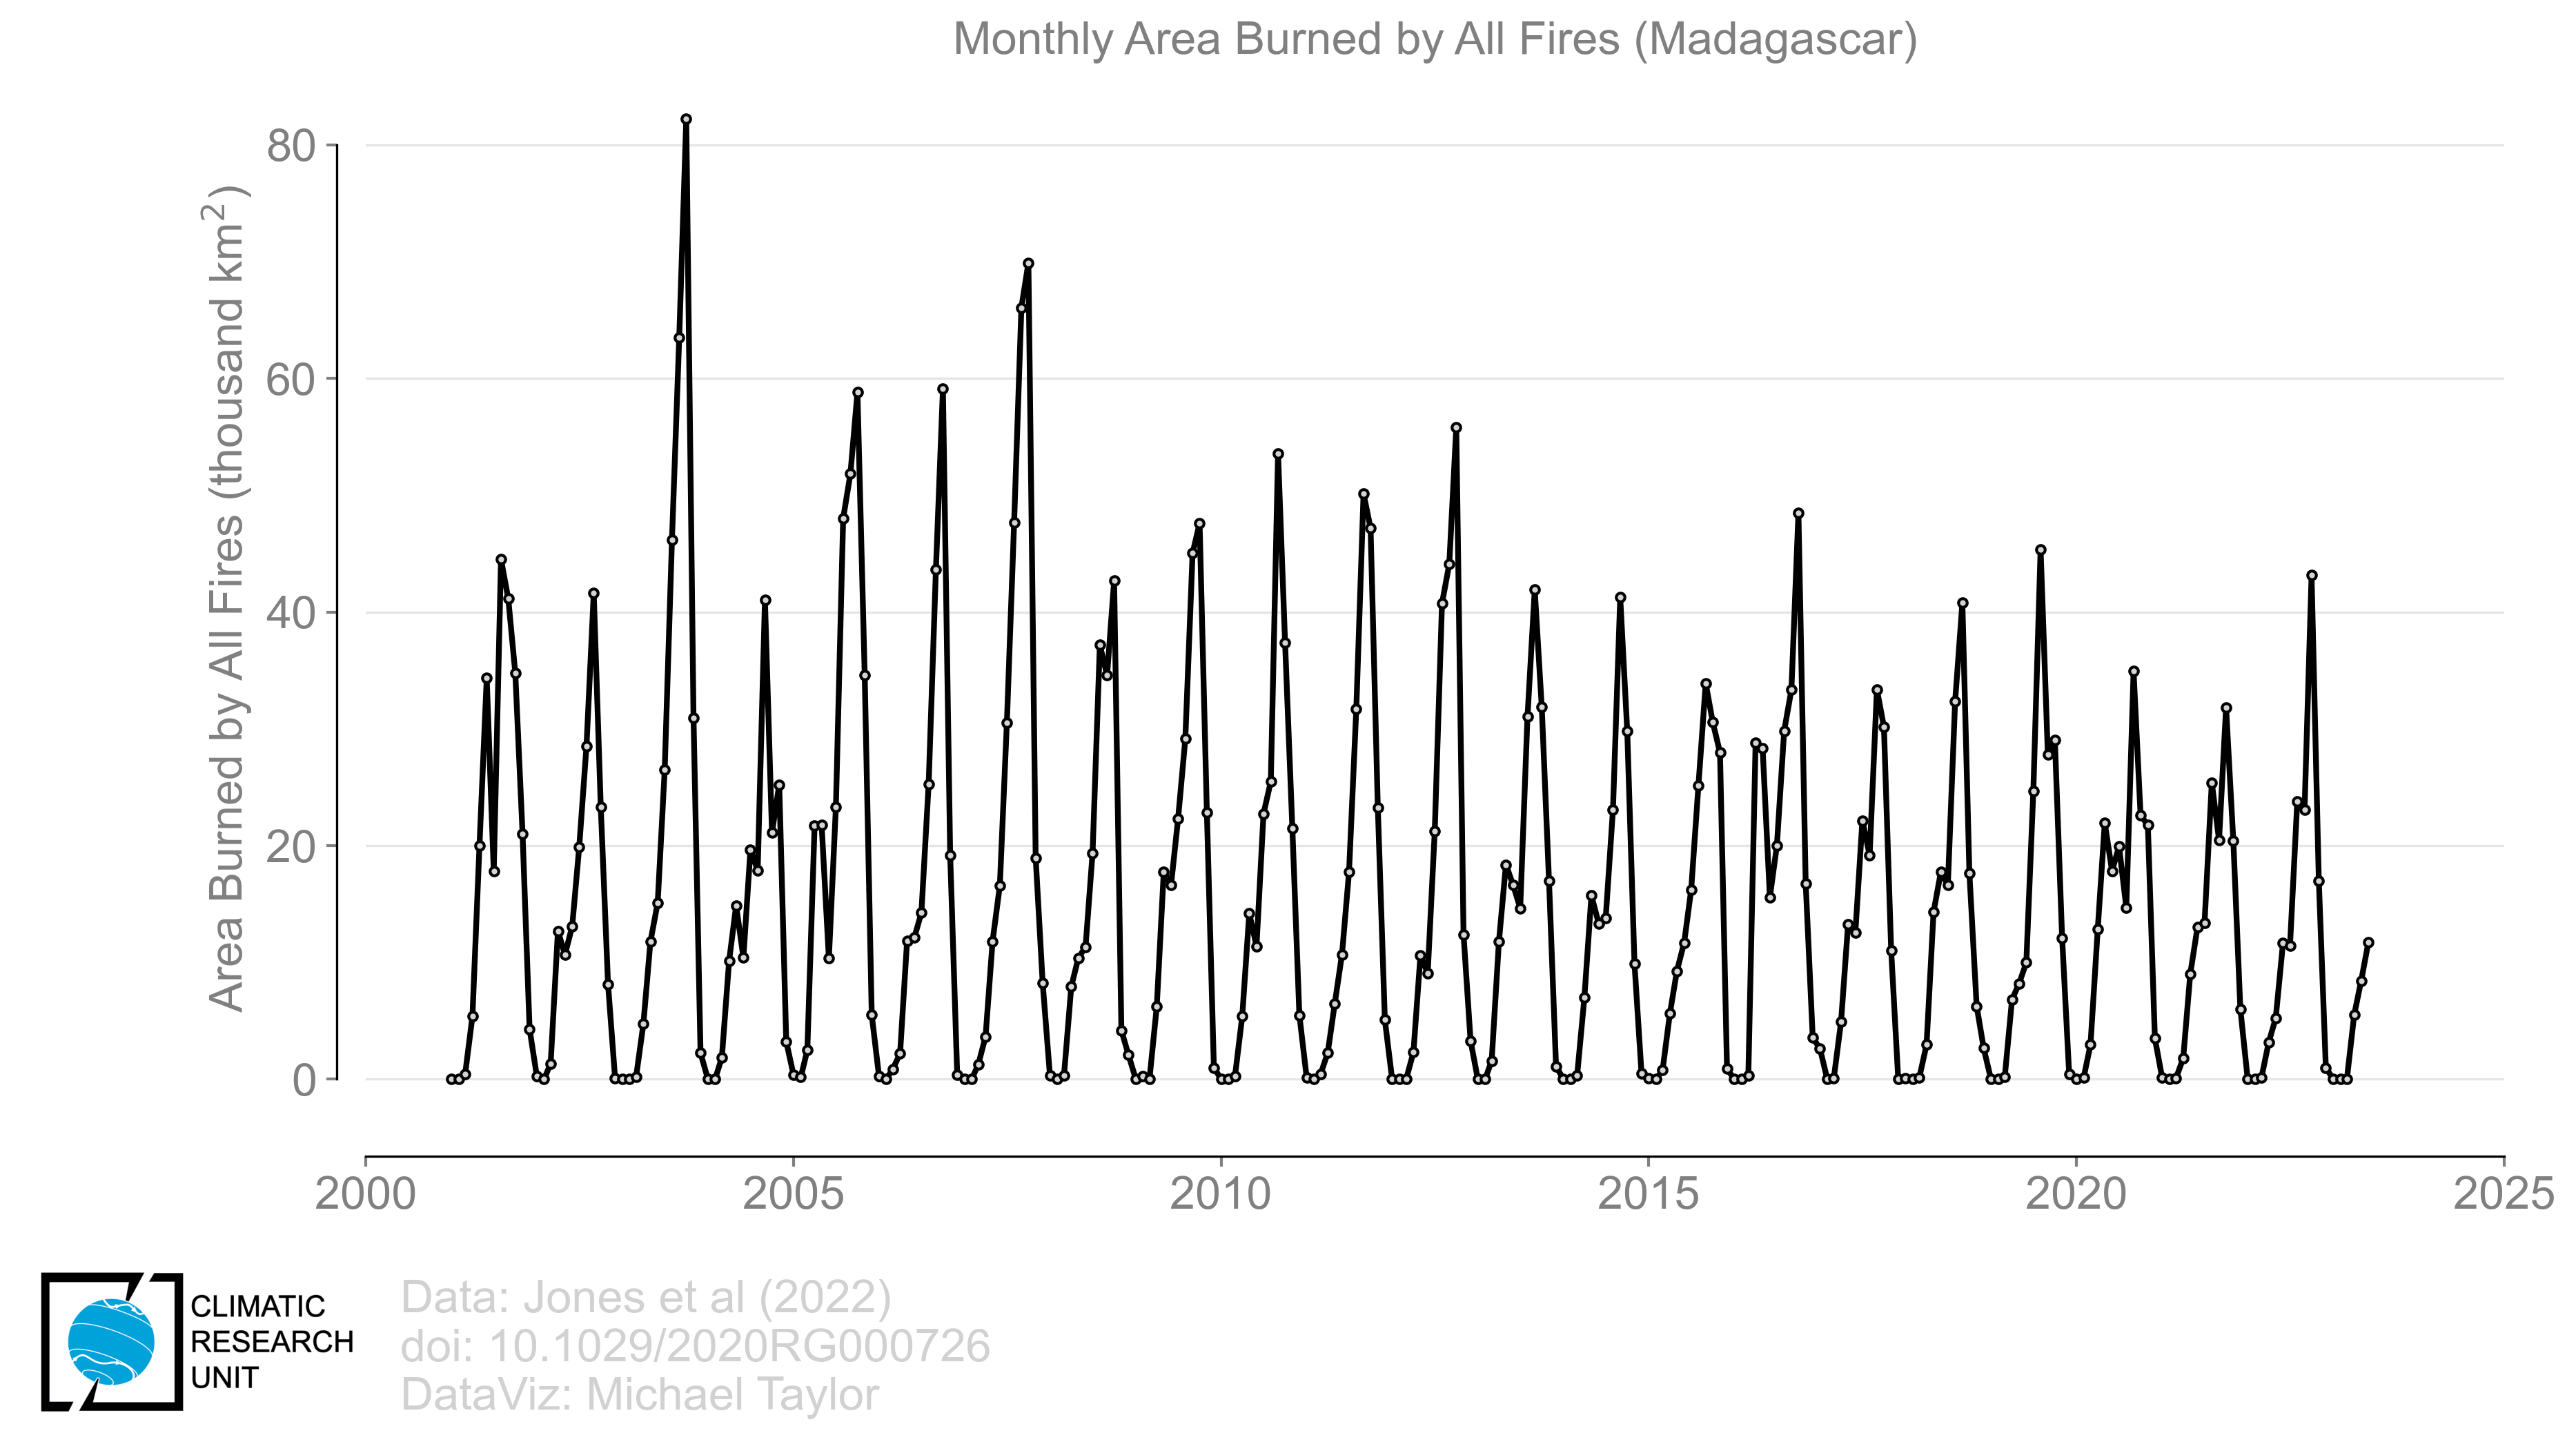 Monthly Area Burned by All Fires (Madagascar)
Area Burned by All Fires (thousand km²)
80
60
40
20
0
2000 2005 2010 2015 2020 2025
CLIMATIC
RESEARCH
UNIT
Data: Jones et al (2022)
doi: 10.1029/2020RG000726
DataViz: Michael Taylor